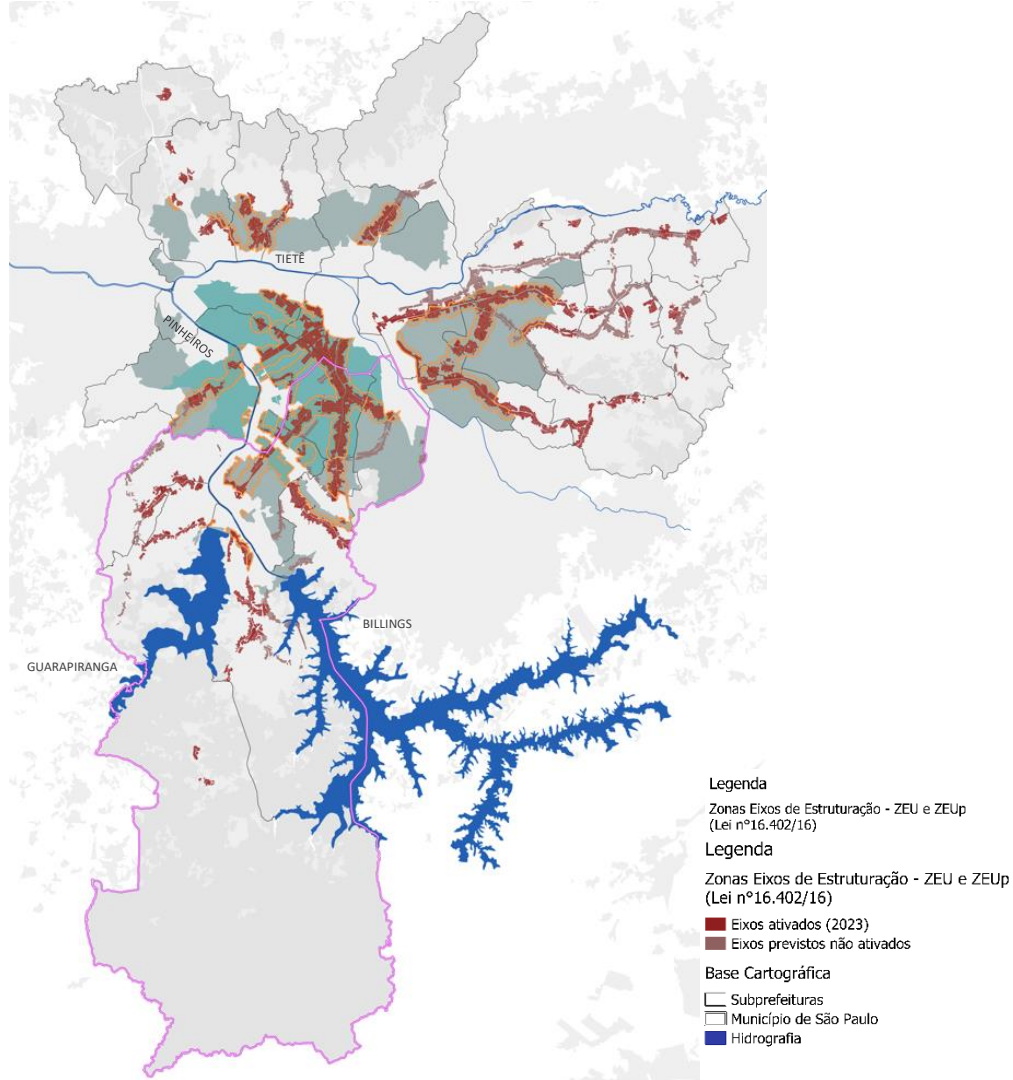 TIETÊ
PINHEIROS
BILLINGS
GUARAPIRANGA
Legenda
Zonas Eixos de Estruturação - ZEU e ZEUp
(Lei n°16.402/16)
Legenda
Zonas Eixos de Estruturação - ZEU e ZEUp
(Lei n°16.402/16)
Eixos ativados (2023)
Eixos previstos não ativados
Base Cartográfica
Subprefeituras
Município de São Paulo
Hidrografia